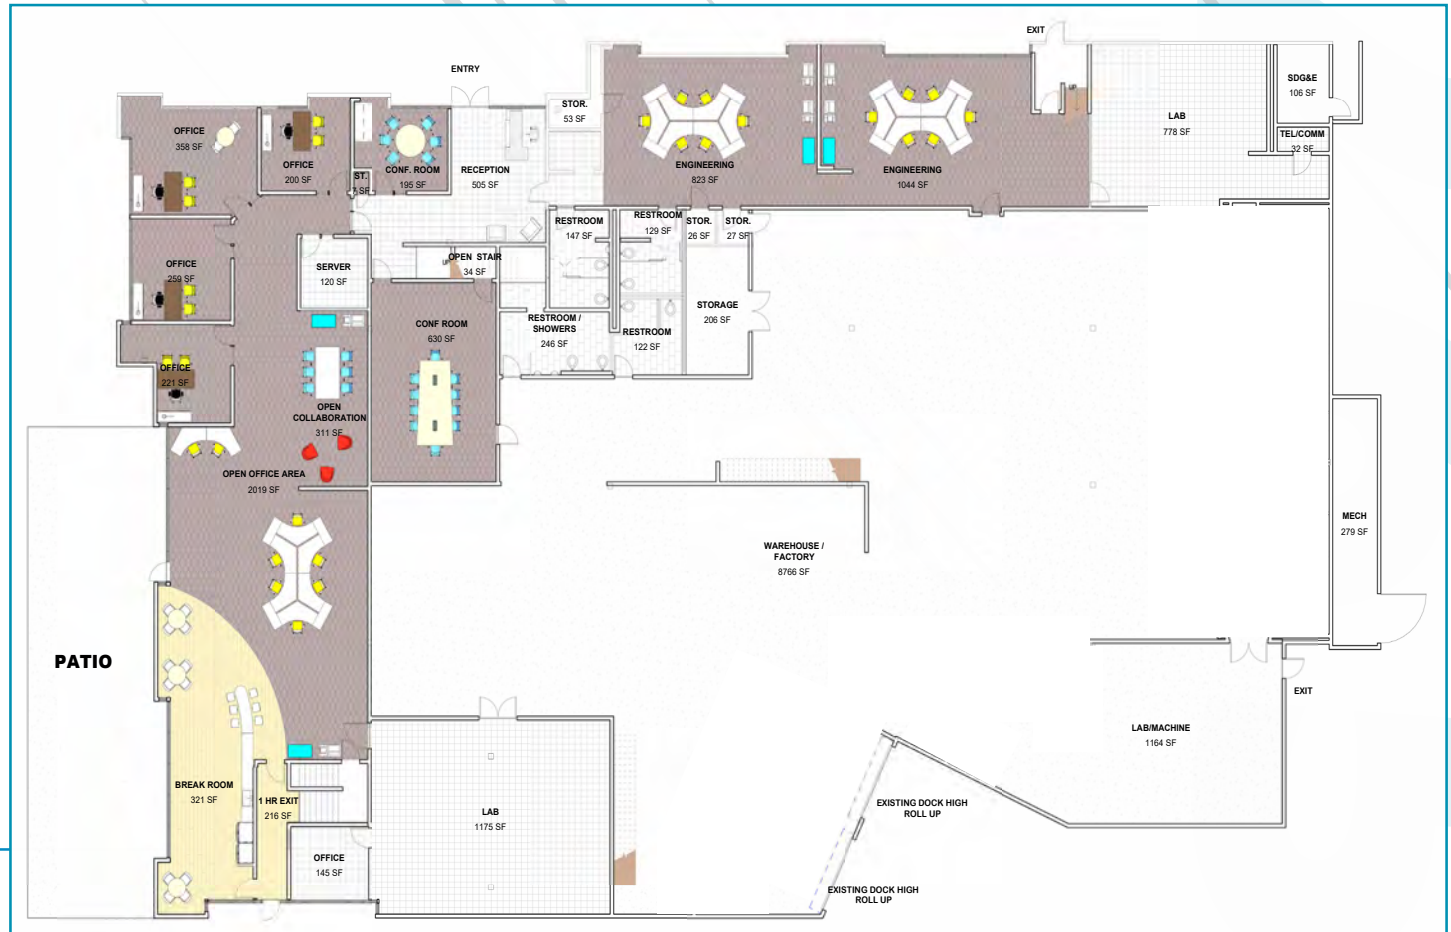 EXIT
ENTRY
SDG&E
106 SF
STOR.
53 SF
LAB
778 SF
TEL/COMM
32 SF
OFFICE
358 SF
OFFICE
200 SF
ST.
7 SF
CONF. ROOM
195 SF
RECEPTION
505 SF
ENGINEERING
823 SF
ENGINEERING
1044 SF
UP
RESTROOM
147 SF
RESTROOM
129 SF
STOR.
26 SF
STOR.
27 SF
OFFICE
259 SF
SERVER
120 SF
OPEN STAIR
34 SF
UP
STORAGE
206 SF
CONF ROOM
630 SF
RESTROOM /
SHOWERS
246 SF
RESTROOM
122 SF
OFFICE
221 SF
OPEN
COLLABORATION
311 SF
OPEN OFFICE AREA
2019 SF
MECH
279 SF
WAREHOUSE /
FACTORY
8766 SF
PATIO
EXIT
LAB/MACHINE
1164 SF
BREAK ROOM
321 SF
1 HR EXIT
216 SF
LAB
1175 SF
EXISTING DOCK HIGH
ROLL UP
OFFICE
145 SF
EXISTING DOCK HIGH
ROLL UP